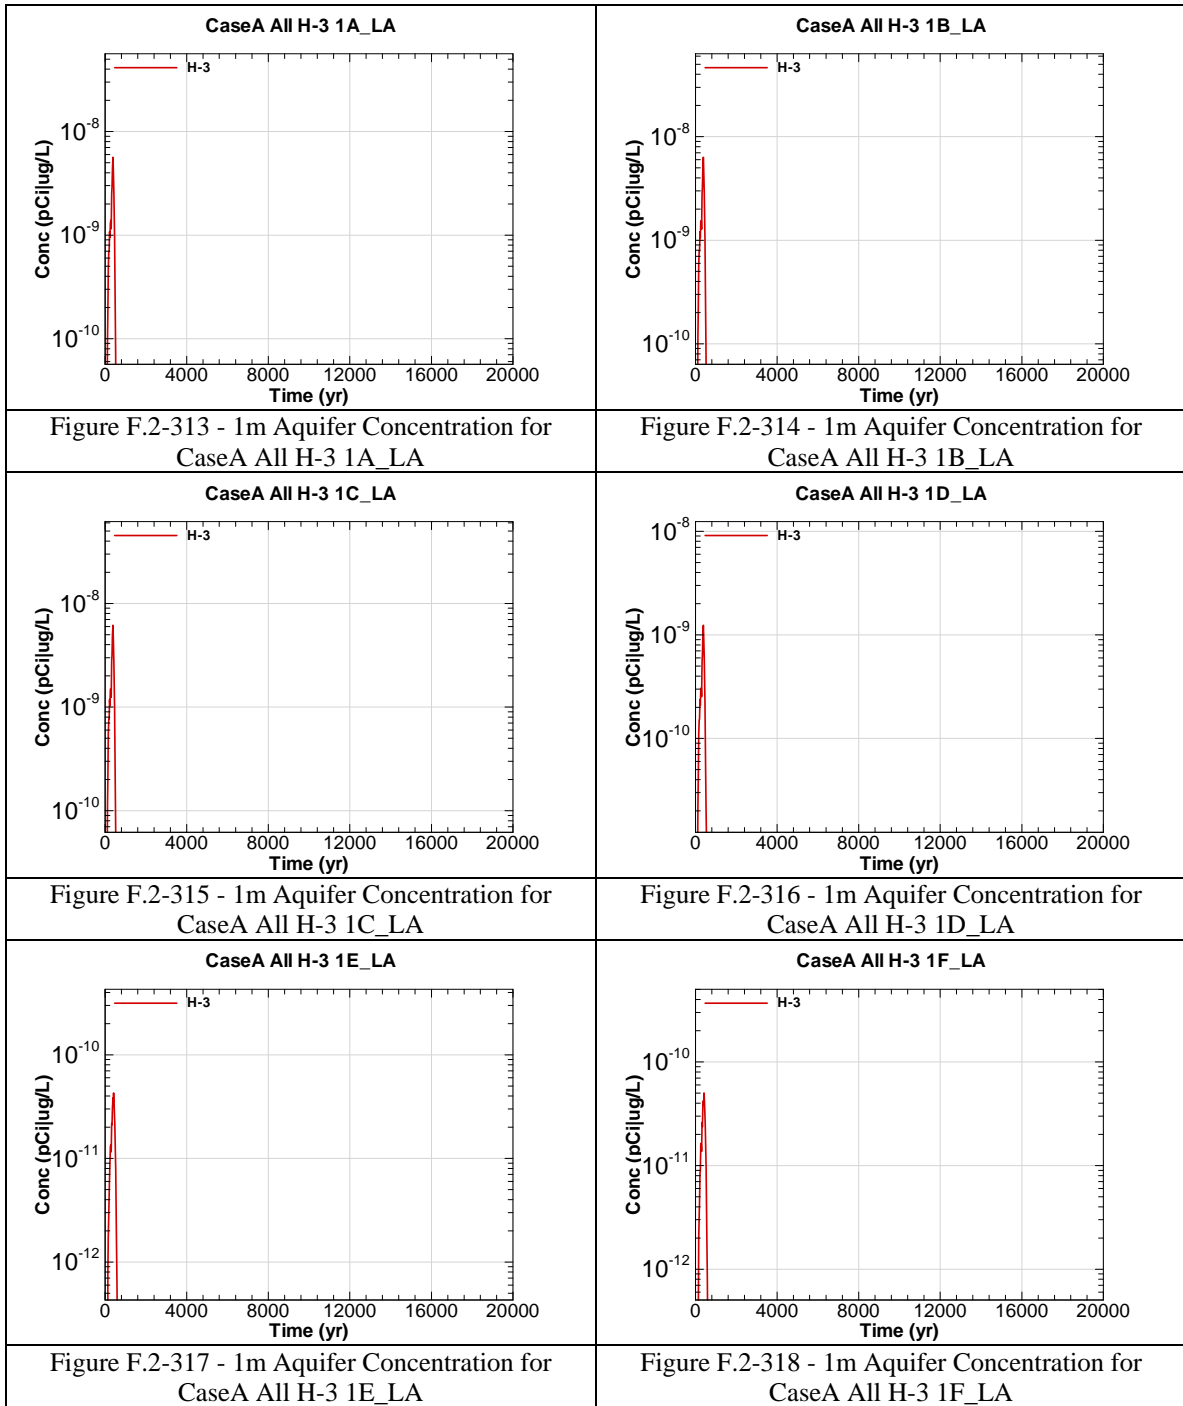 CaseA All H-3 1A_LA
H-3
10-8
10-9
10-10
Conc (pCi|ug/L)
0 4000 8000 12000 16000 20000
Time (yr)
Figure F.2-313 - 1m Aquifer Concentration for
CaseA All H-3 1A_LA
CaseA All H-3 1B_LA
H-3
10-8
10-9
10-10
Conc (pCi|ug/L)
0 4000 8000 12000 16000 20000
Time (yr)
Figure F.2-314 - 1m Aquifer Concentration for
CaseA All H-3 1B_LA
CaseA All H-3 1C_LA
H-3
10-8
10-9
10-10
Conc (pCi|ug/L)
0 4000 8000 12000 16000 20000
Time (yr)
Figure F.2-315 - 1m Aquifer Concentration for
CaseA All H-3 1C_LA
CaseA All H-3 1D_LA
H-3
10-8
10-9
10-10
Conc (pCi|ug/L)
0 4000 8000 12000 16000 20000
Time (yr)
Figure F.2-316 - 1m Aquifer Concentration for
CaseA All H-3 1D_LA
CaseA All H-3 1E_LA
H-3
10-10
10-11
10-12
Conc (pCi|ug/L)
0 4000 8000 12000 16000 20000
Time (yr)
Figure F.2-317 - 1m Aquifer Concentration for
CaseA All H-3 1E_LA
CaseA All H-3 1F_LA
H-3
10-10
10-11
10-12
Conc (pCi|ug/L)
0 4000 8000 12000 16000 20000
Time (yr)
Figure F.2-318 - 1m Aquifer Concentration for
CaseA All H-3 1F_LA